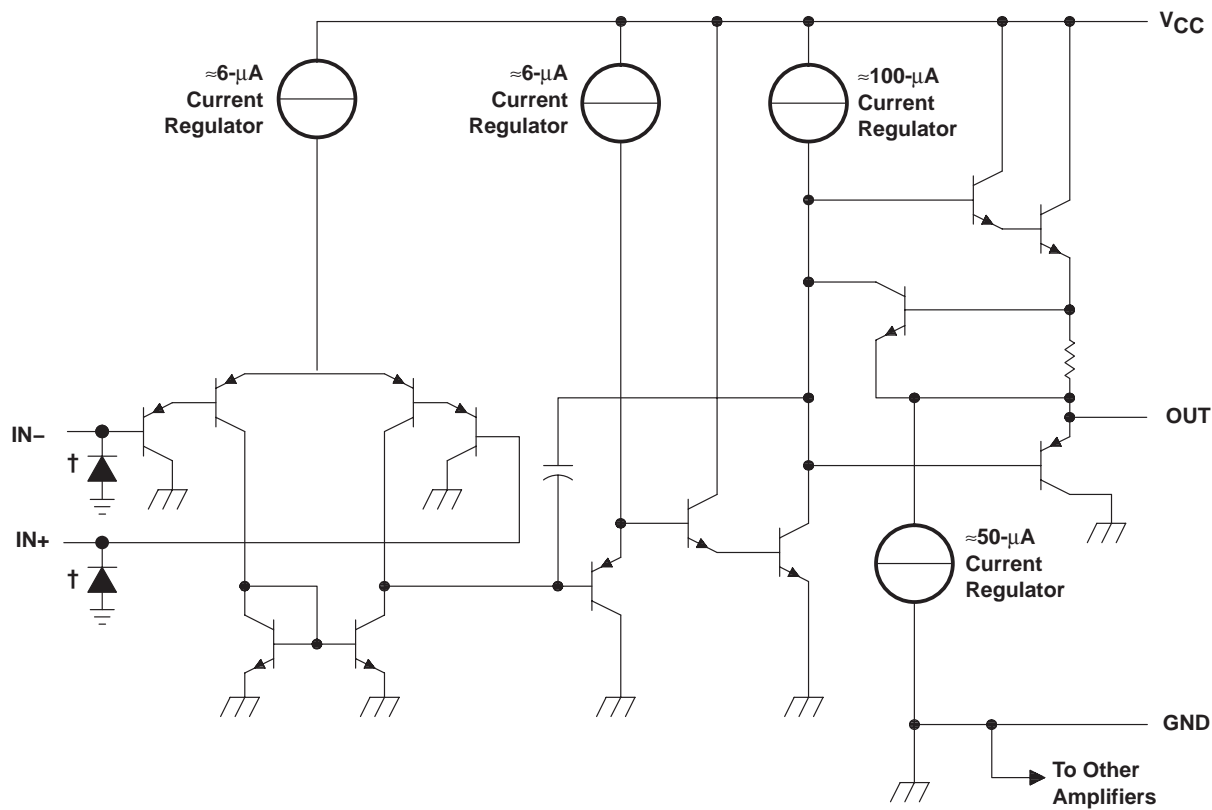 VCC
≈6-μA
Current
Regulator
≈6-μA
Current
Regulator
≈100-μA
Current
Regulator
IN−
†
OUT
IN+
†
≈50-μA
Current
Regulator
GND
To Other
Amplifiers